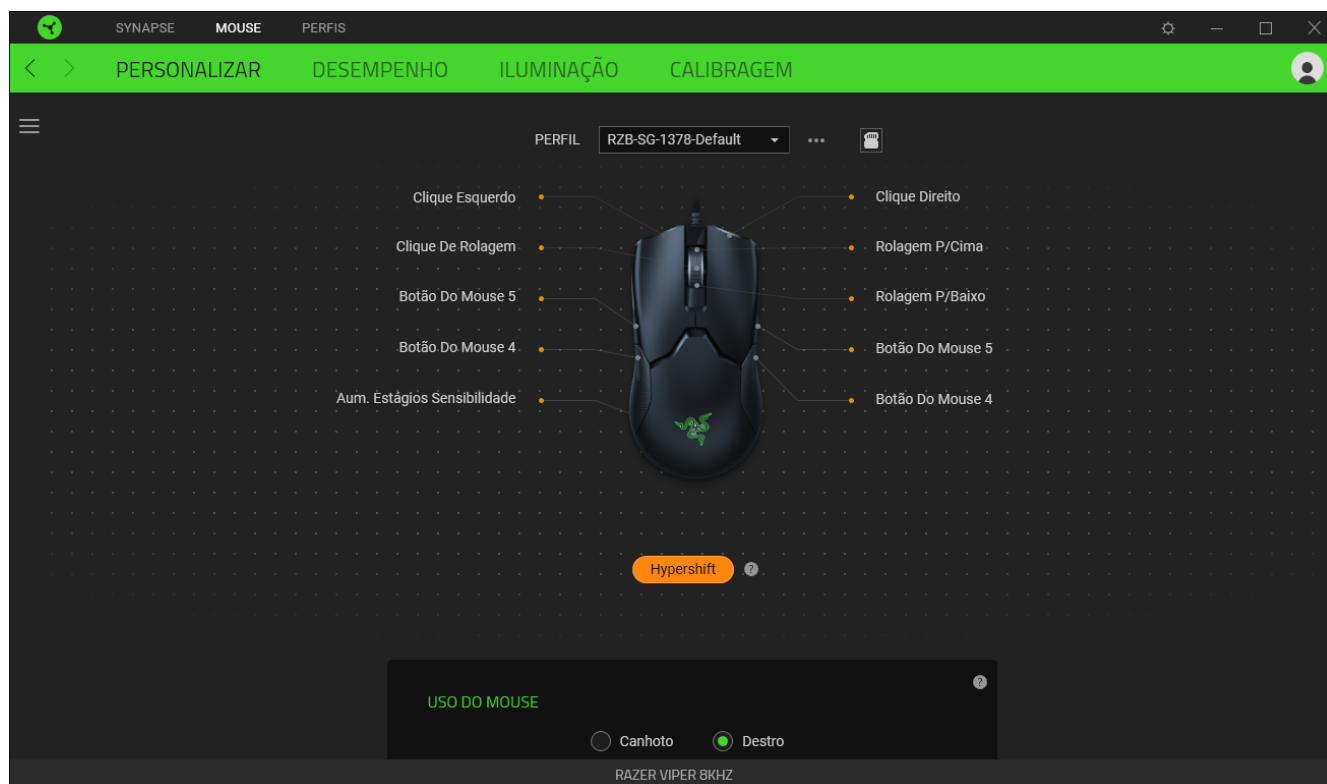 SYNAPSE MOUSE PERFIS
PERSONALIZAR DESEMPENHO ILUMINAÇÃO CALIBRAGEM
PERFIL RZB-SG-1378-Default
Clique Esquerdo
Clique Direito
Clique De Rolagem
Rolagem P/Cima
Botão Do Mouse 5
Rolagem P/Baixo
Botão Do Mouse 4
Botão Do Mouse 5
Aum. Estágios Sensibilidade
Botão Do Mouse 4
Hypershift ?
?
USO DO MOUSE
Canhoto Destro
RAZER VIPER 8KHZ